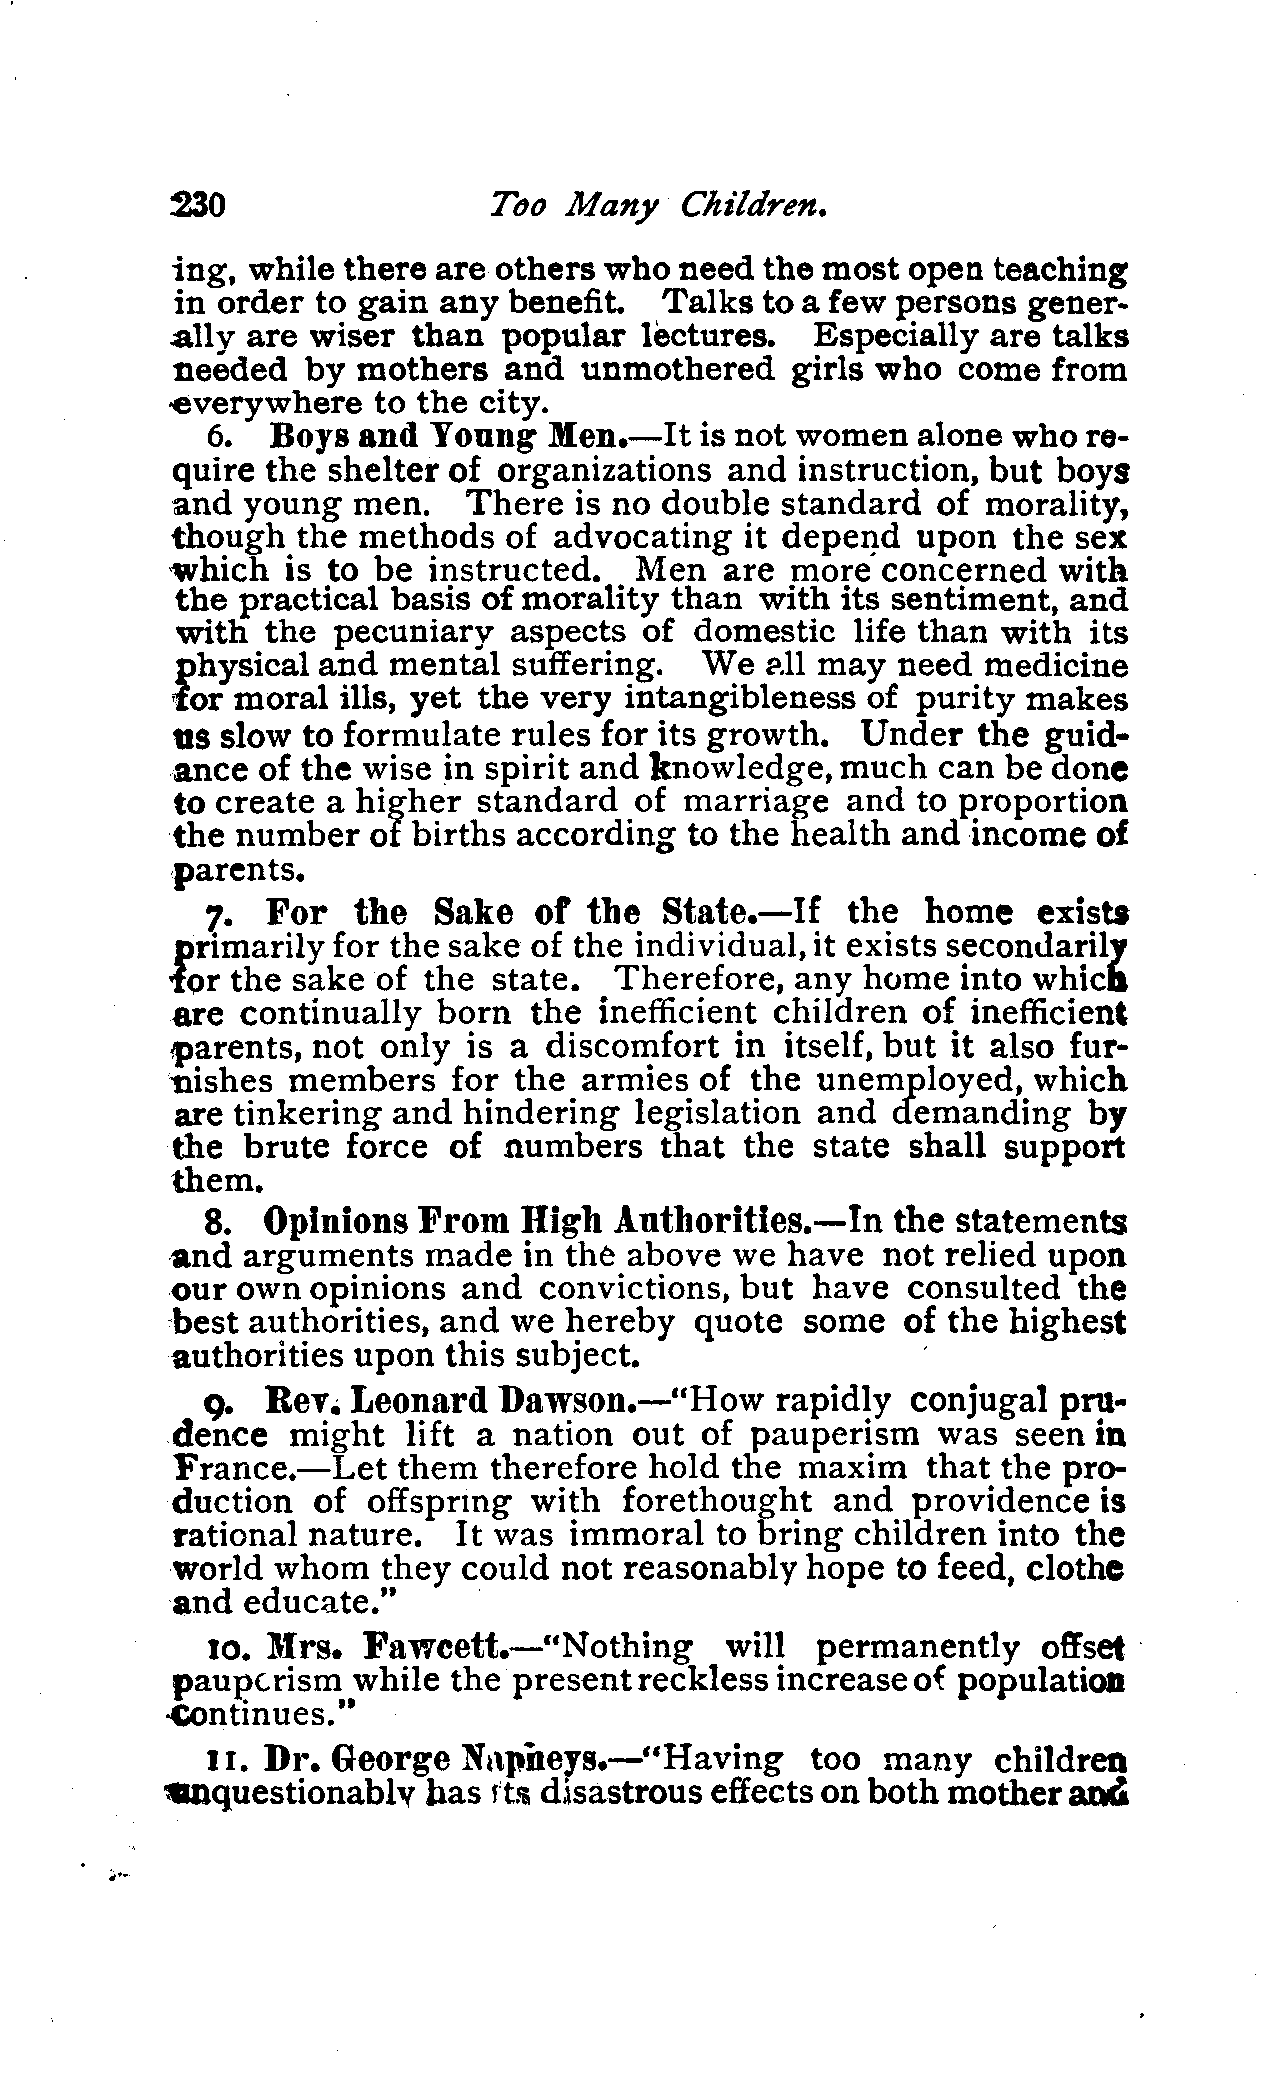 230 Too Many Children.
ing, while there are others who need the most open teaching
in order to gain any benefit. Talks to a few persons gener-
ally are wiser than popular lectures. Especially are talks
needed by mothers and unmothered girls who come from
everywhere to the city.
6. Boys and Young Men.—It is not women alone who re-
quire the shelter of organizations and instruction, but boys
and young men. There is no double standard of morality,
though the methods of advocating it depend upon the sex
which is to be instructed. Men are more concerned with
the practical basis of morality than with its sentiment, and
with the pecuniary aspects of domestic life than with its
physical and mental suffering. We all may need medicine
for moral ills, yet the very intangibleness of purity makes
us slow to formulate rules for its growth. Under the guid-
ance of the wise in spirit and knowledge, much can be done
to create a higher standard of marriage and to proportion
the number of births according to the health and income of
parents.
7. For the Sake of the State.—If the home exists
primarily for the sake of the individual, it exists secondarily
for the sake of the state. Therefore, any home into which
are continually born the inefficient children of inefficient
parents, not only is a discomfort in itself, but it also fur-
nishes members for the armies of the unemployed, which
are tinkering and hindering legislation and demanding by
the brute force of numbers that the state shall support
them.
8. Opinions From High Authorities.—In the statements
and arguments made in the above we have not relied upon
our own opinions and convictions, but have consulted the
best authorities, and we hereby quote some of the highest
authorities upon this subject.
9. Rev. Leonard Dawson.—"How rapidly conjugal pru-
dence might lift a nation out of pauperism was seen in
France.—Let them therefore hold the maxim that the pro-
duction of offspring with forethought and providence is
rational nature. It was immoral to bring children into the
world whom they could not reasonably hope to feed, clothe
and educate."
10. Mrs. Fawcett.—"Nothing will permanently offset
pauperism while the present reckless increase of population
continues."
11. Dr. George Napheys.—"Having too many children
unquestionably has its disastrous effects on both mother and